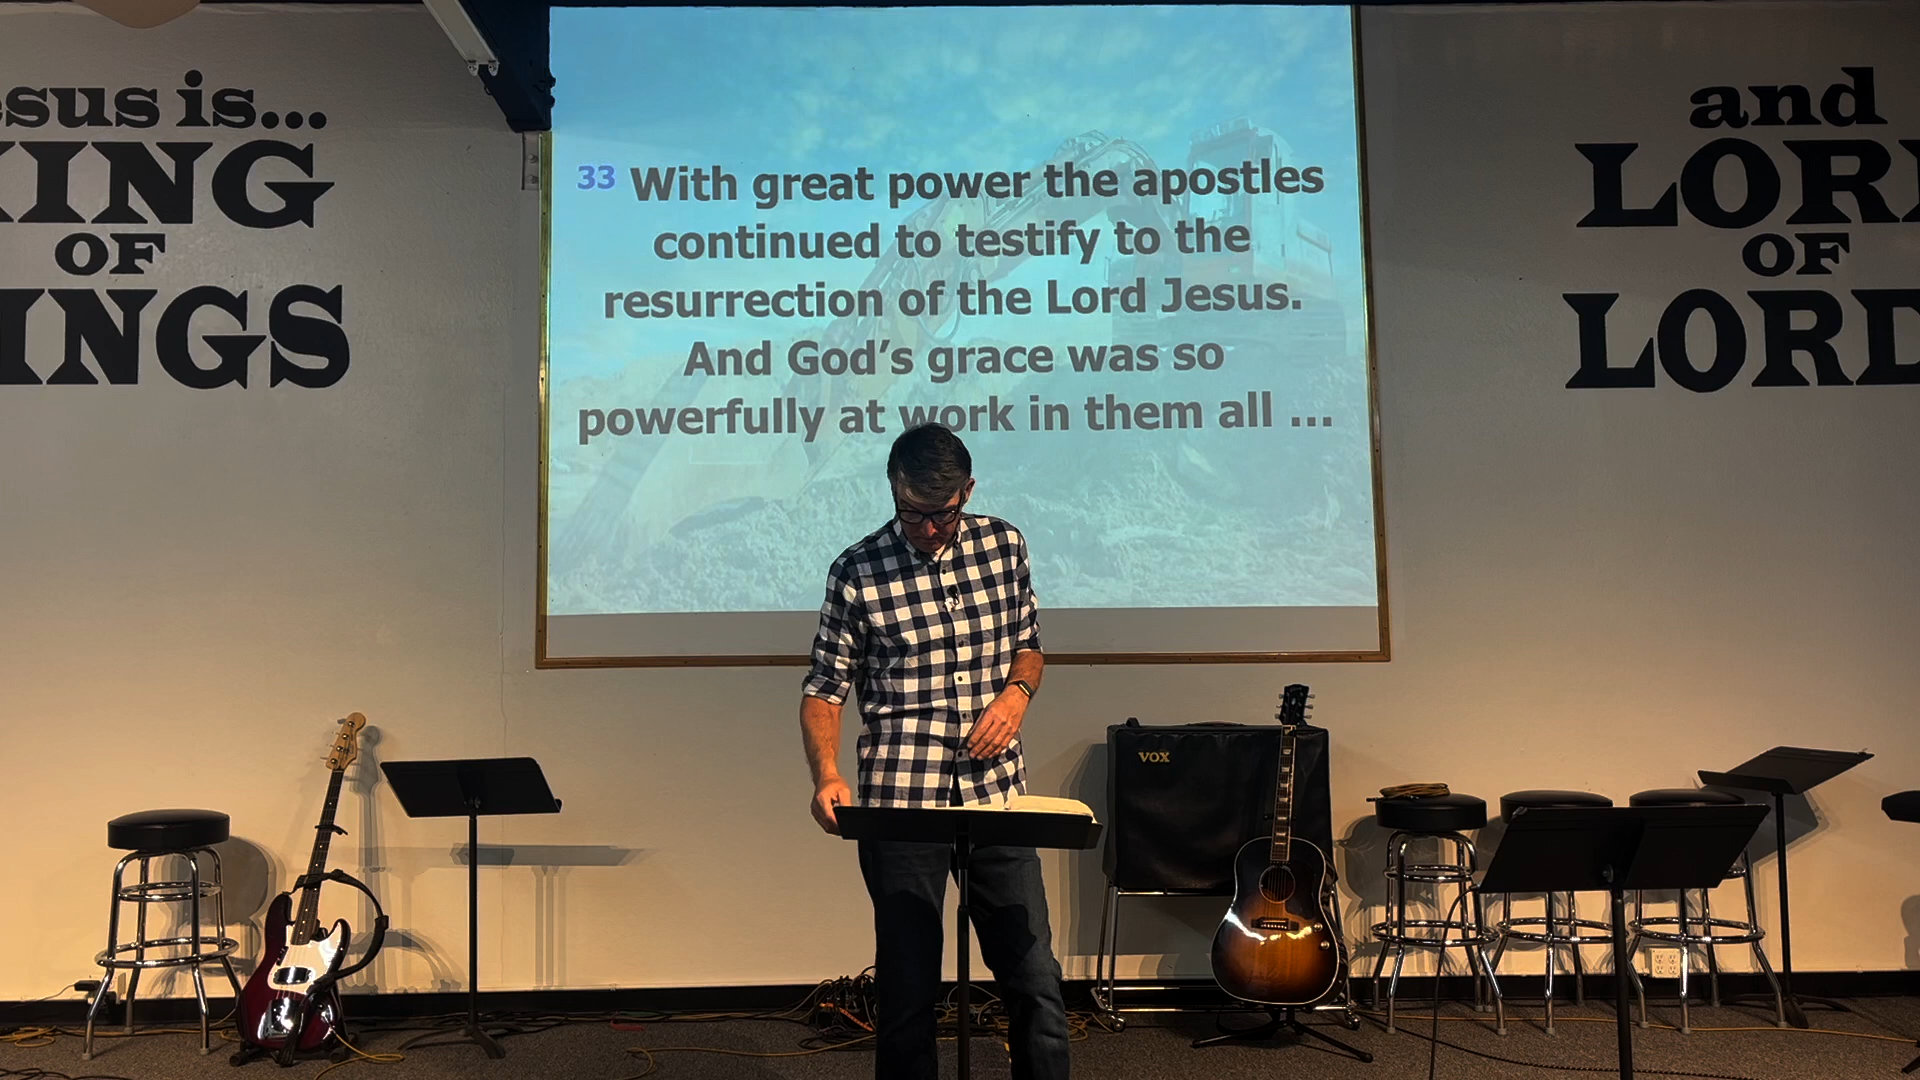 esus is...
KING
OF
INGS
33 With great power the apostles
continued to testify to the
resurrection of the Lord Jesus.
And God's grace was so
powerfully at work in them all ...
and
LOR
OF
LORD
VOX